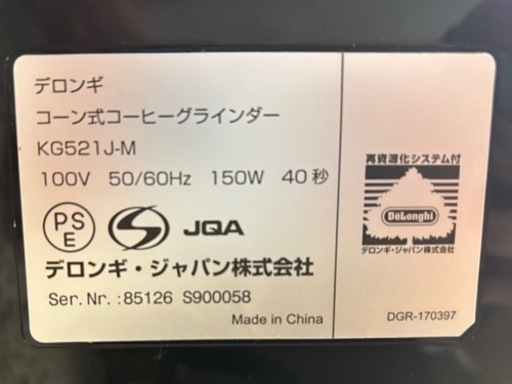 デロンギ
コーン式コーヒーグラインダー
KG521J-M
100V 50/60Hz 150W 40秒
PS
E
JQA
デロンギ・ジャパン株式会社
Ser.Nr.:85126 S900058
Made in China
再資源化システム付
DeLonghi
デロンギ・ジャパン株式会社
DGR-170397